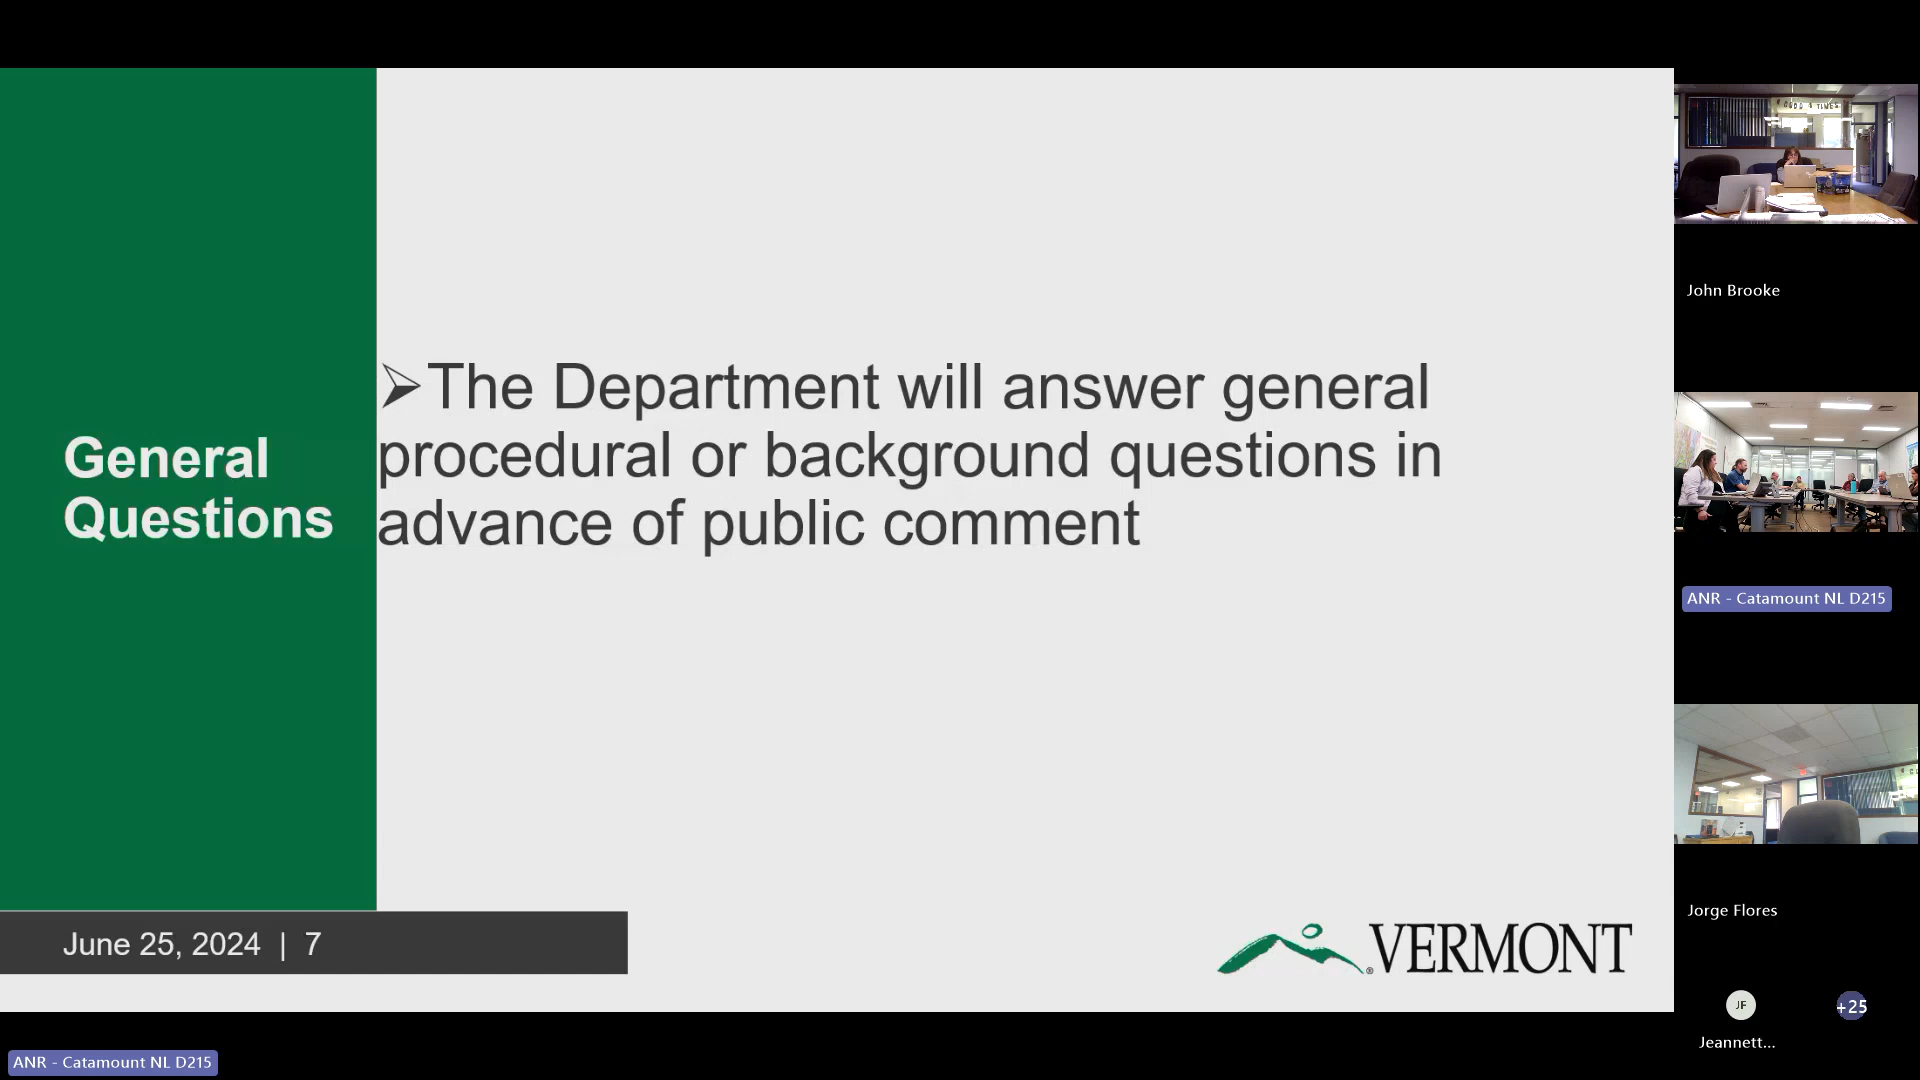 General
Questions
➢The Department will answer general
procedural or background questions in
advance of public comment
June 25, 2024 | 7
®VERMONT
John Brooke
ANR - Catamount NL D215
Jorge Flores
JF
+25
Jeannett...
ANR - Catamount NL D215